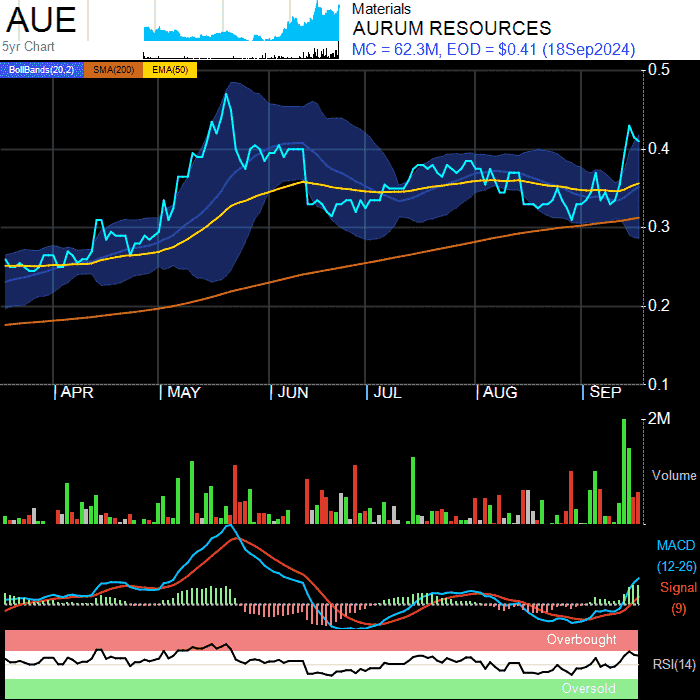 AUE
5yr Chart
Materials
AURUM RESOURCES
MC = 62.3M, EOD = $0.41 (18Sep2024)
BollBands(20,2) SMA(200) EMA(50)
0.5
0.4
0.3
0.2
0.1
APR MAY JUN JUL AUG SEP
2M
Volume
MACD
(12-26)
Signal
(9)
Overbought
RSI(14)
Oversold